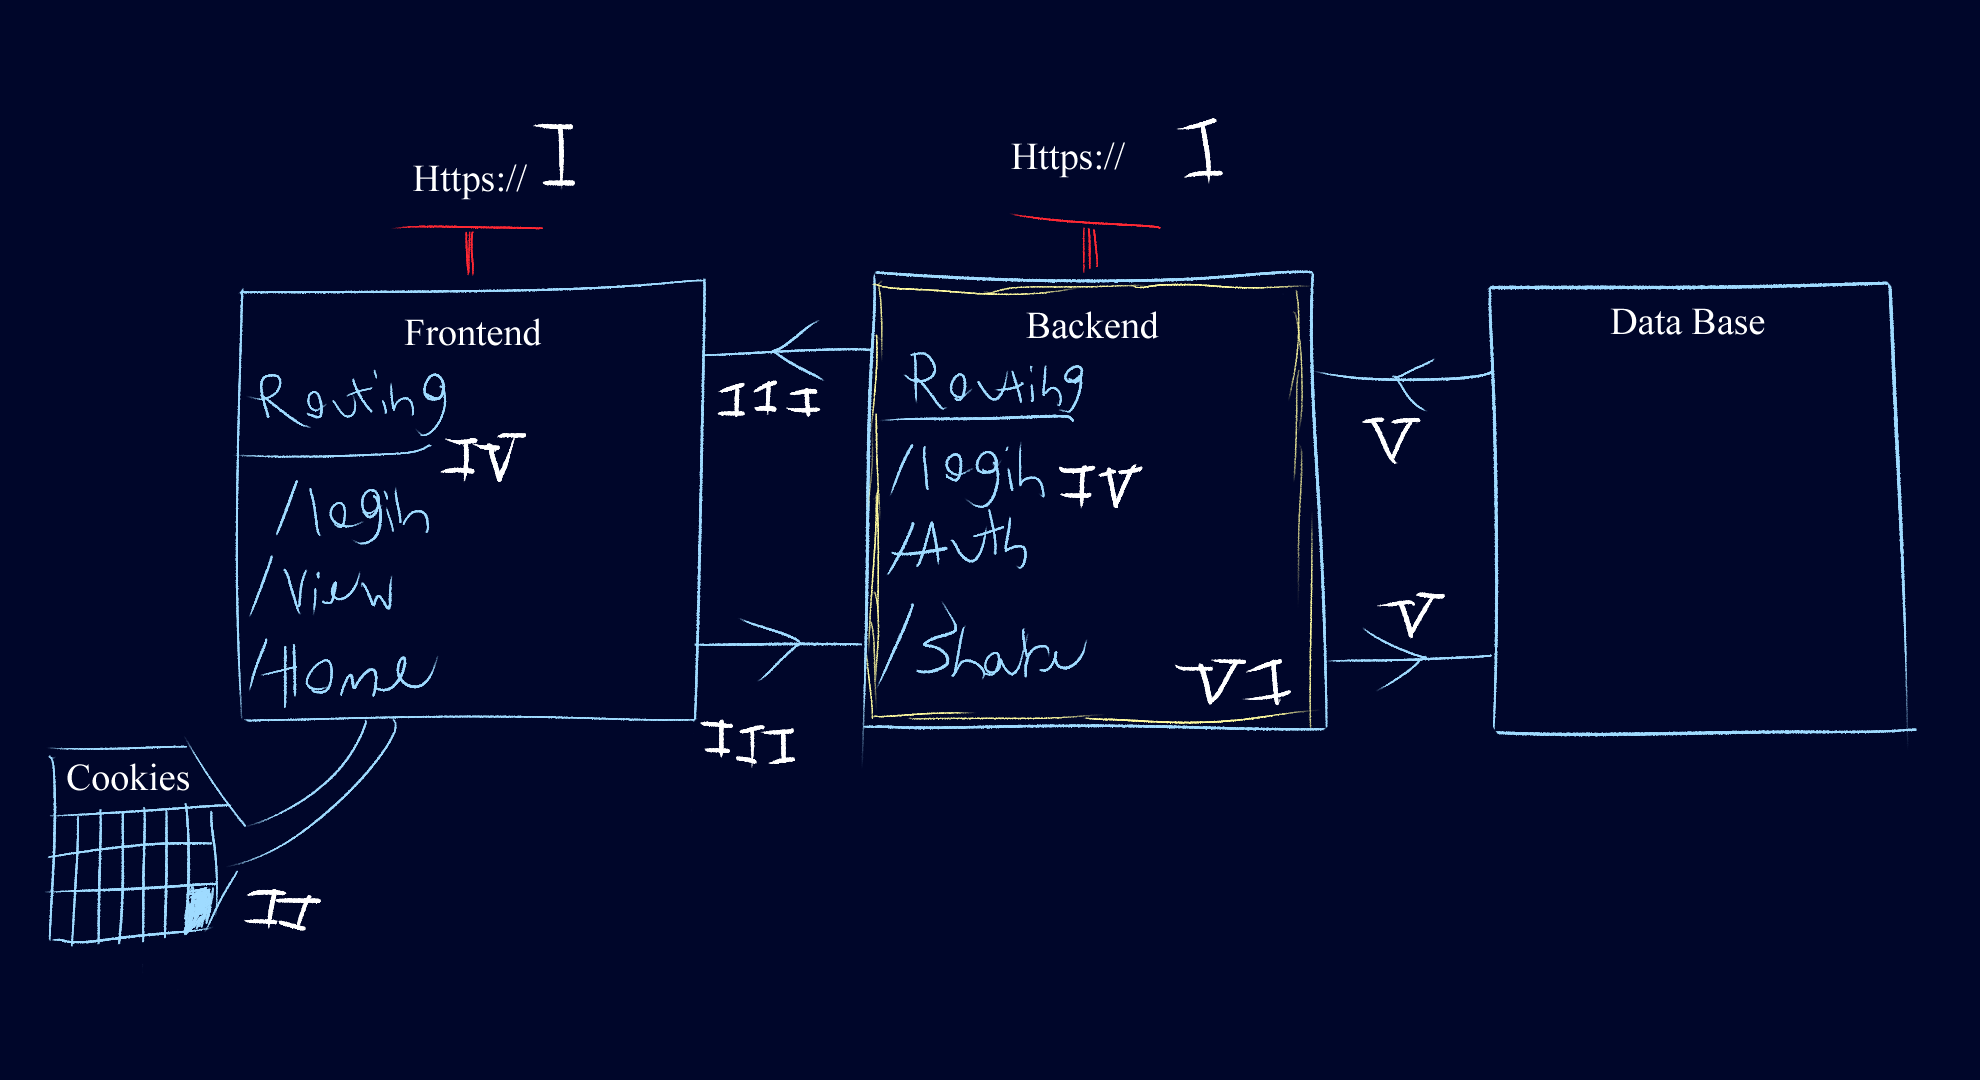 Https:// I
Https:// I
Frontend
Routing
IV
/login
/View
/Home
III
III
Backend
Routing
/login IV
/Auth
/Share
VI
V
V
Data Base
Cookies
II